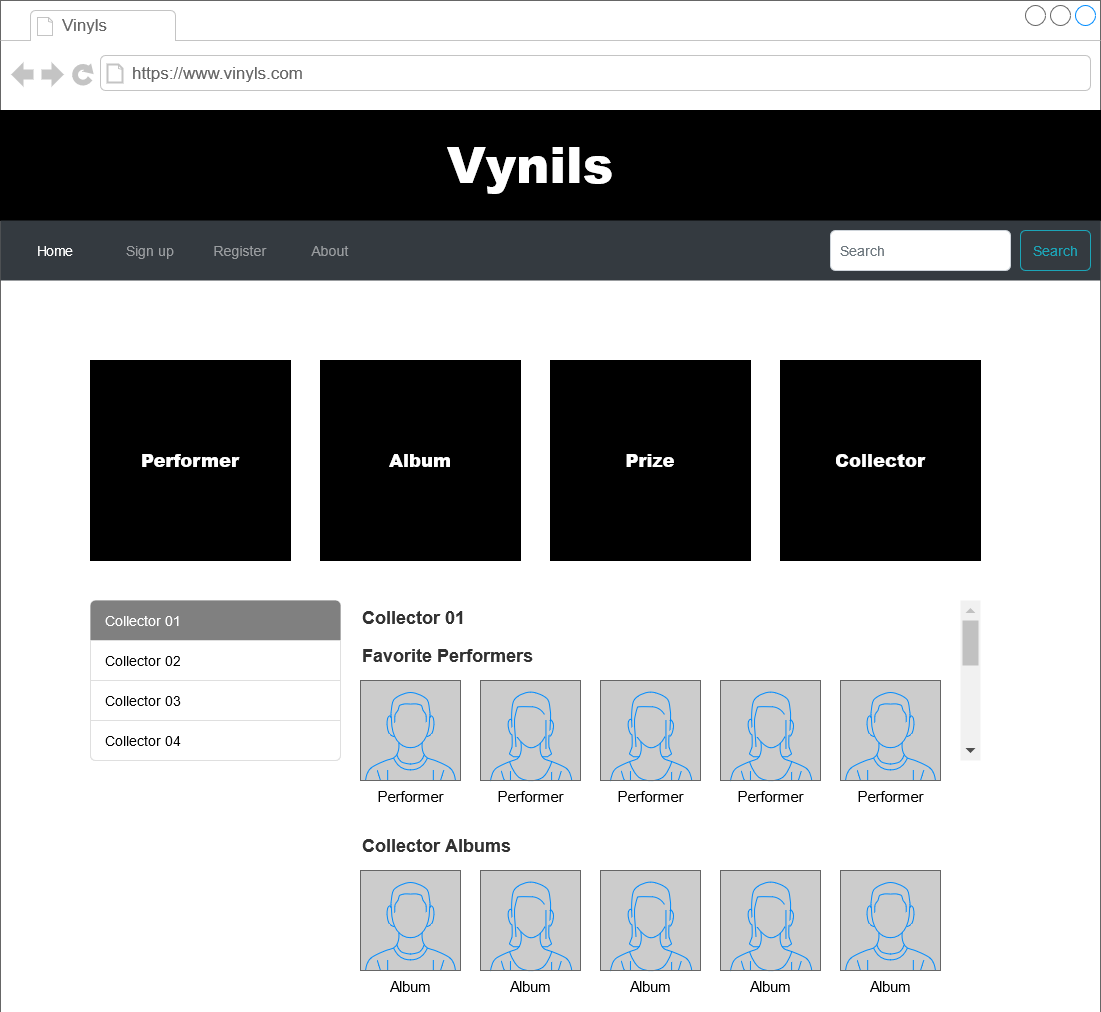 Vinyls
https://www.vinyls.com
Vynils
Home Sign up Register About Search Search
Performer Album Prize Collector
Collector 01
Collector 02
Collector 03
Collector 04
Collector 01
Favorite Performers
Performer Performer Performer Performer Performer
Collector Albums
Album Album Album Album Album